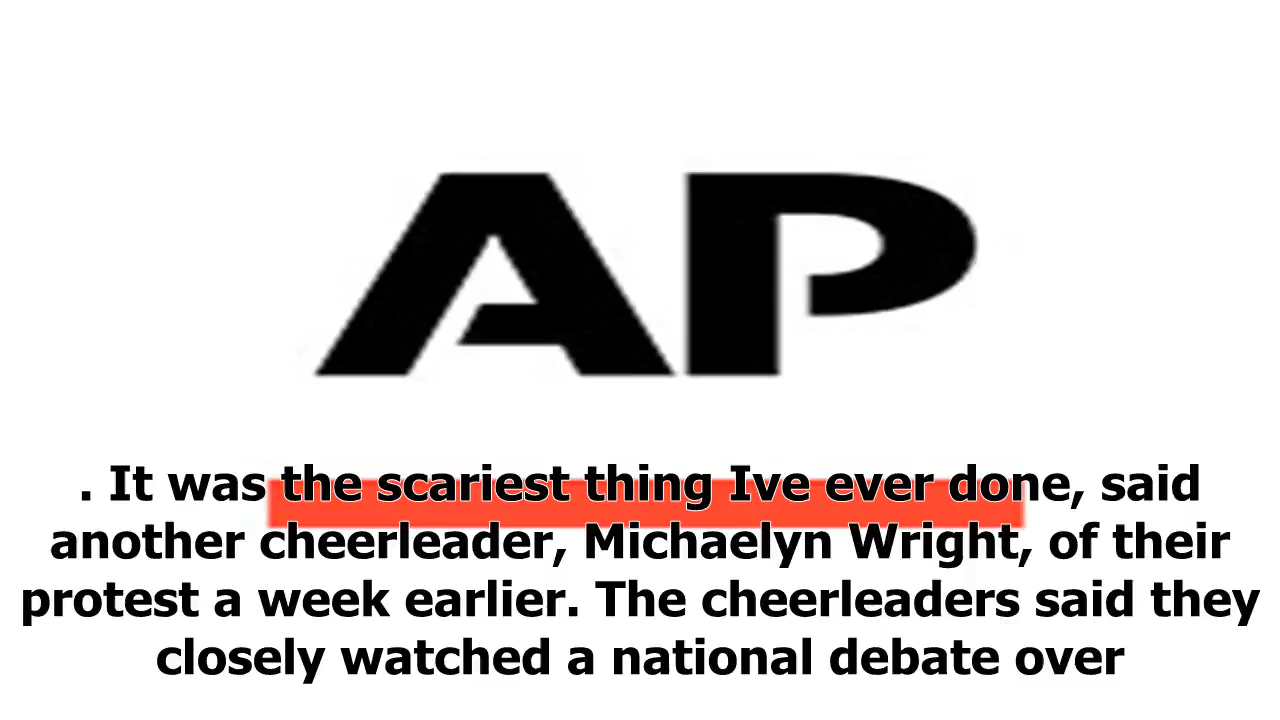 AP
. It was the scariest thing Ive ever done, said
another cheerleader, Michaelyn Wright, of their
protest a week earlier. The cheerleaders said they
closely watched a national debate over